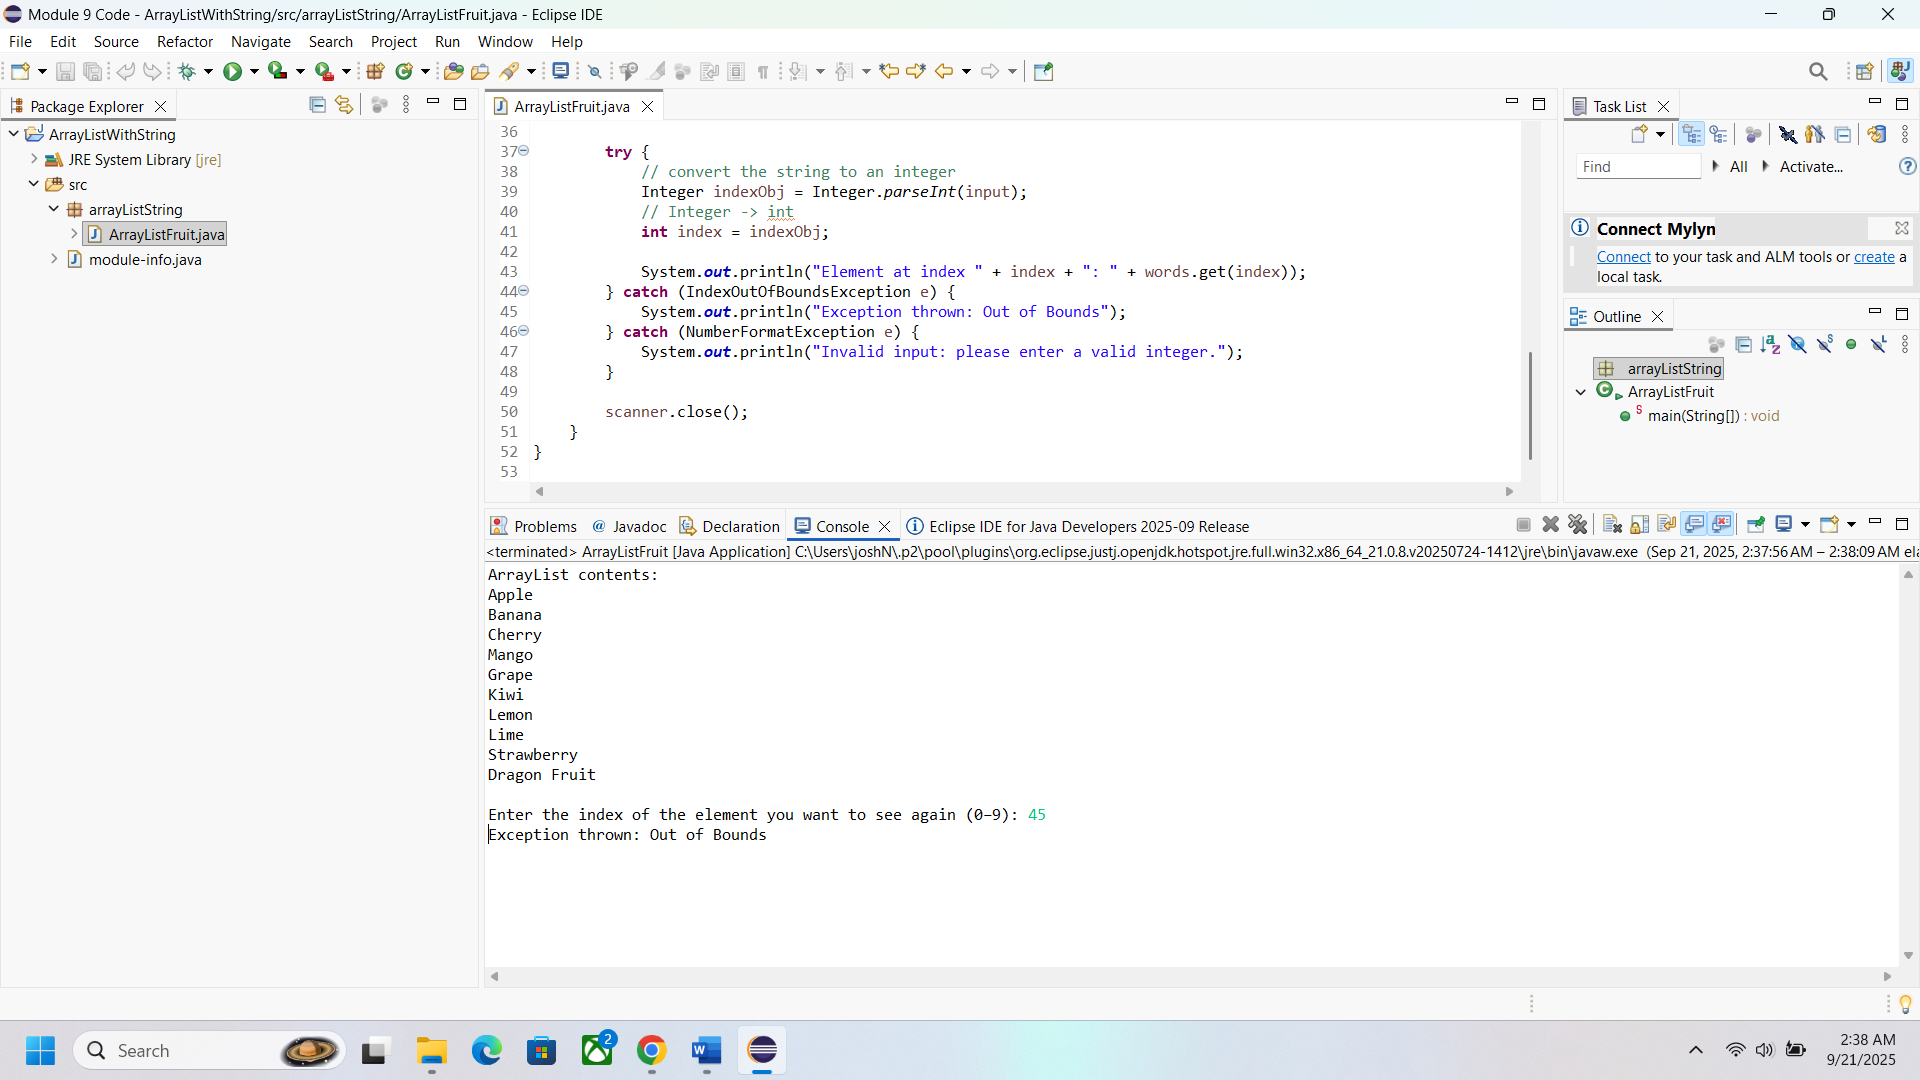 Module 9 Code - ArrayListWithString/src/arrayListString/ArrayListFruit.java - Eclipse IDE
File Edit Source Refactor Navigate Search Project Run Window Help
Package Explorer
ArrayListWithString
JRE System Library [jre]
src
arrayListString
ArrayListFruit.java
module-info.java
ArrayListFruit.java
36
37 try {
38 // convert the string to an integer
39 Integer indexObj = Integer.parseInt(input);
40 // Integer -> int
41 int index = indexObj;
42
43 System.out.println("Element at index " + index + ": " + words.get(index));
44 } catch (IndexOutOfBoundsException e) {
45 System.out.println("Exception thrown: Out of Bounds");
46 } catch (NumberFormatException e) {
47 System.out.println("Invalid input: please enter a valid integer.");
48 }
49
50 scanner.close();
51 }
52 }
53
Task List
Find All Activate...
Connect Mylyn
Connect to your task and ALM tools or create a
local task.
Outline
arrayListString
ArrayListFruit
main(String[]) : void
Problems Javadoc Declaration Console Eclipse IDE for Java Developers 2025-09 Release
<terminated> ArrayListFruit [Java Application] C:\Users\joshN\.p2\pool\plugins\org.eclipse.justj.openjdk.hotspot.jre.full.win32.x86_64_21.0.8.v20250724-1412\jre\bin\javaw.exe (Sep 21, 2025, 2:37:56 AM – 2:38:09 AM ela
ArrayList contents:
Apple
Banana
Cherry
Mango
Grape
Kiwi
Lemon
Lime
Strawberry
Dragon Fruit
Enter the index of the element you want to see again (0–9): 45
Exception thrown: Out of Bounds
Search
2
2:38 AM
9/21/2025